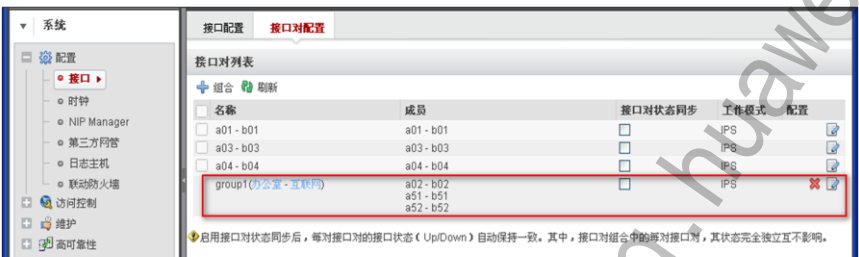 系统
配置
接口
时钟
NIP Manager
第三方网管
日志主机
联动防火墙
访问控制
维护
高可靠性
接口配置 接口对配置
接口对列表
组合 刷新
名称 成员 接口对状态同步 工作模式 配置
a01 - b01 a01 - b01 IPS
a03 - b03 a03 - b03 IPS
a04 - b04 a04 - b04 IPS
group1(办公室 - 互联网) a02 - b02 IPS
a51 - b51
a52 - b52
启用接口对状态同步后，每对接口对的接口状态（Up/Down）自动保持一致。其中，接口对组合中的每对接口对，其状态完全独立互不影响。
.huawe